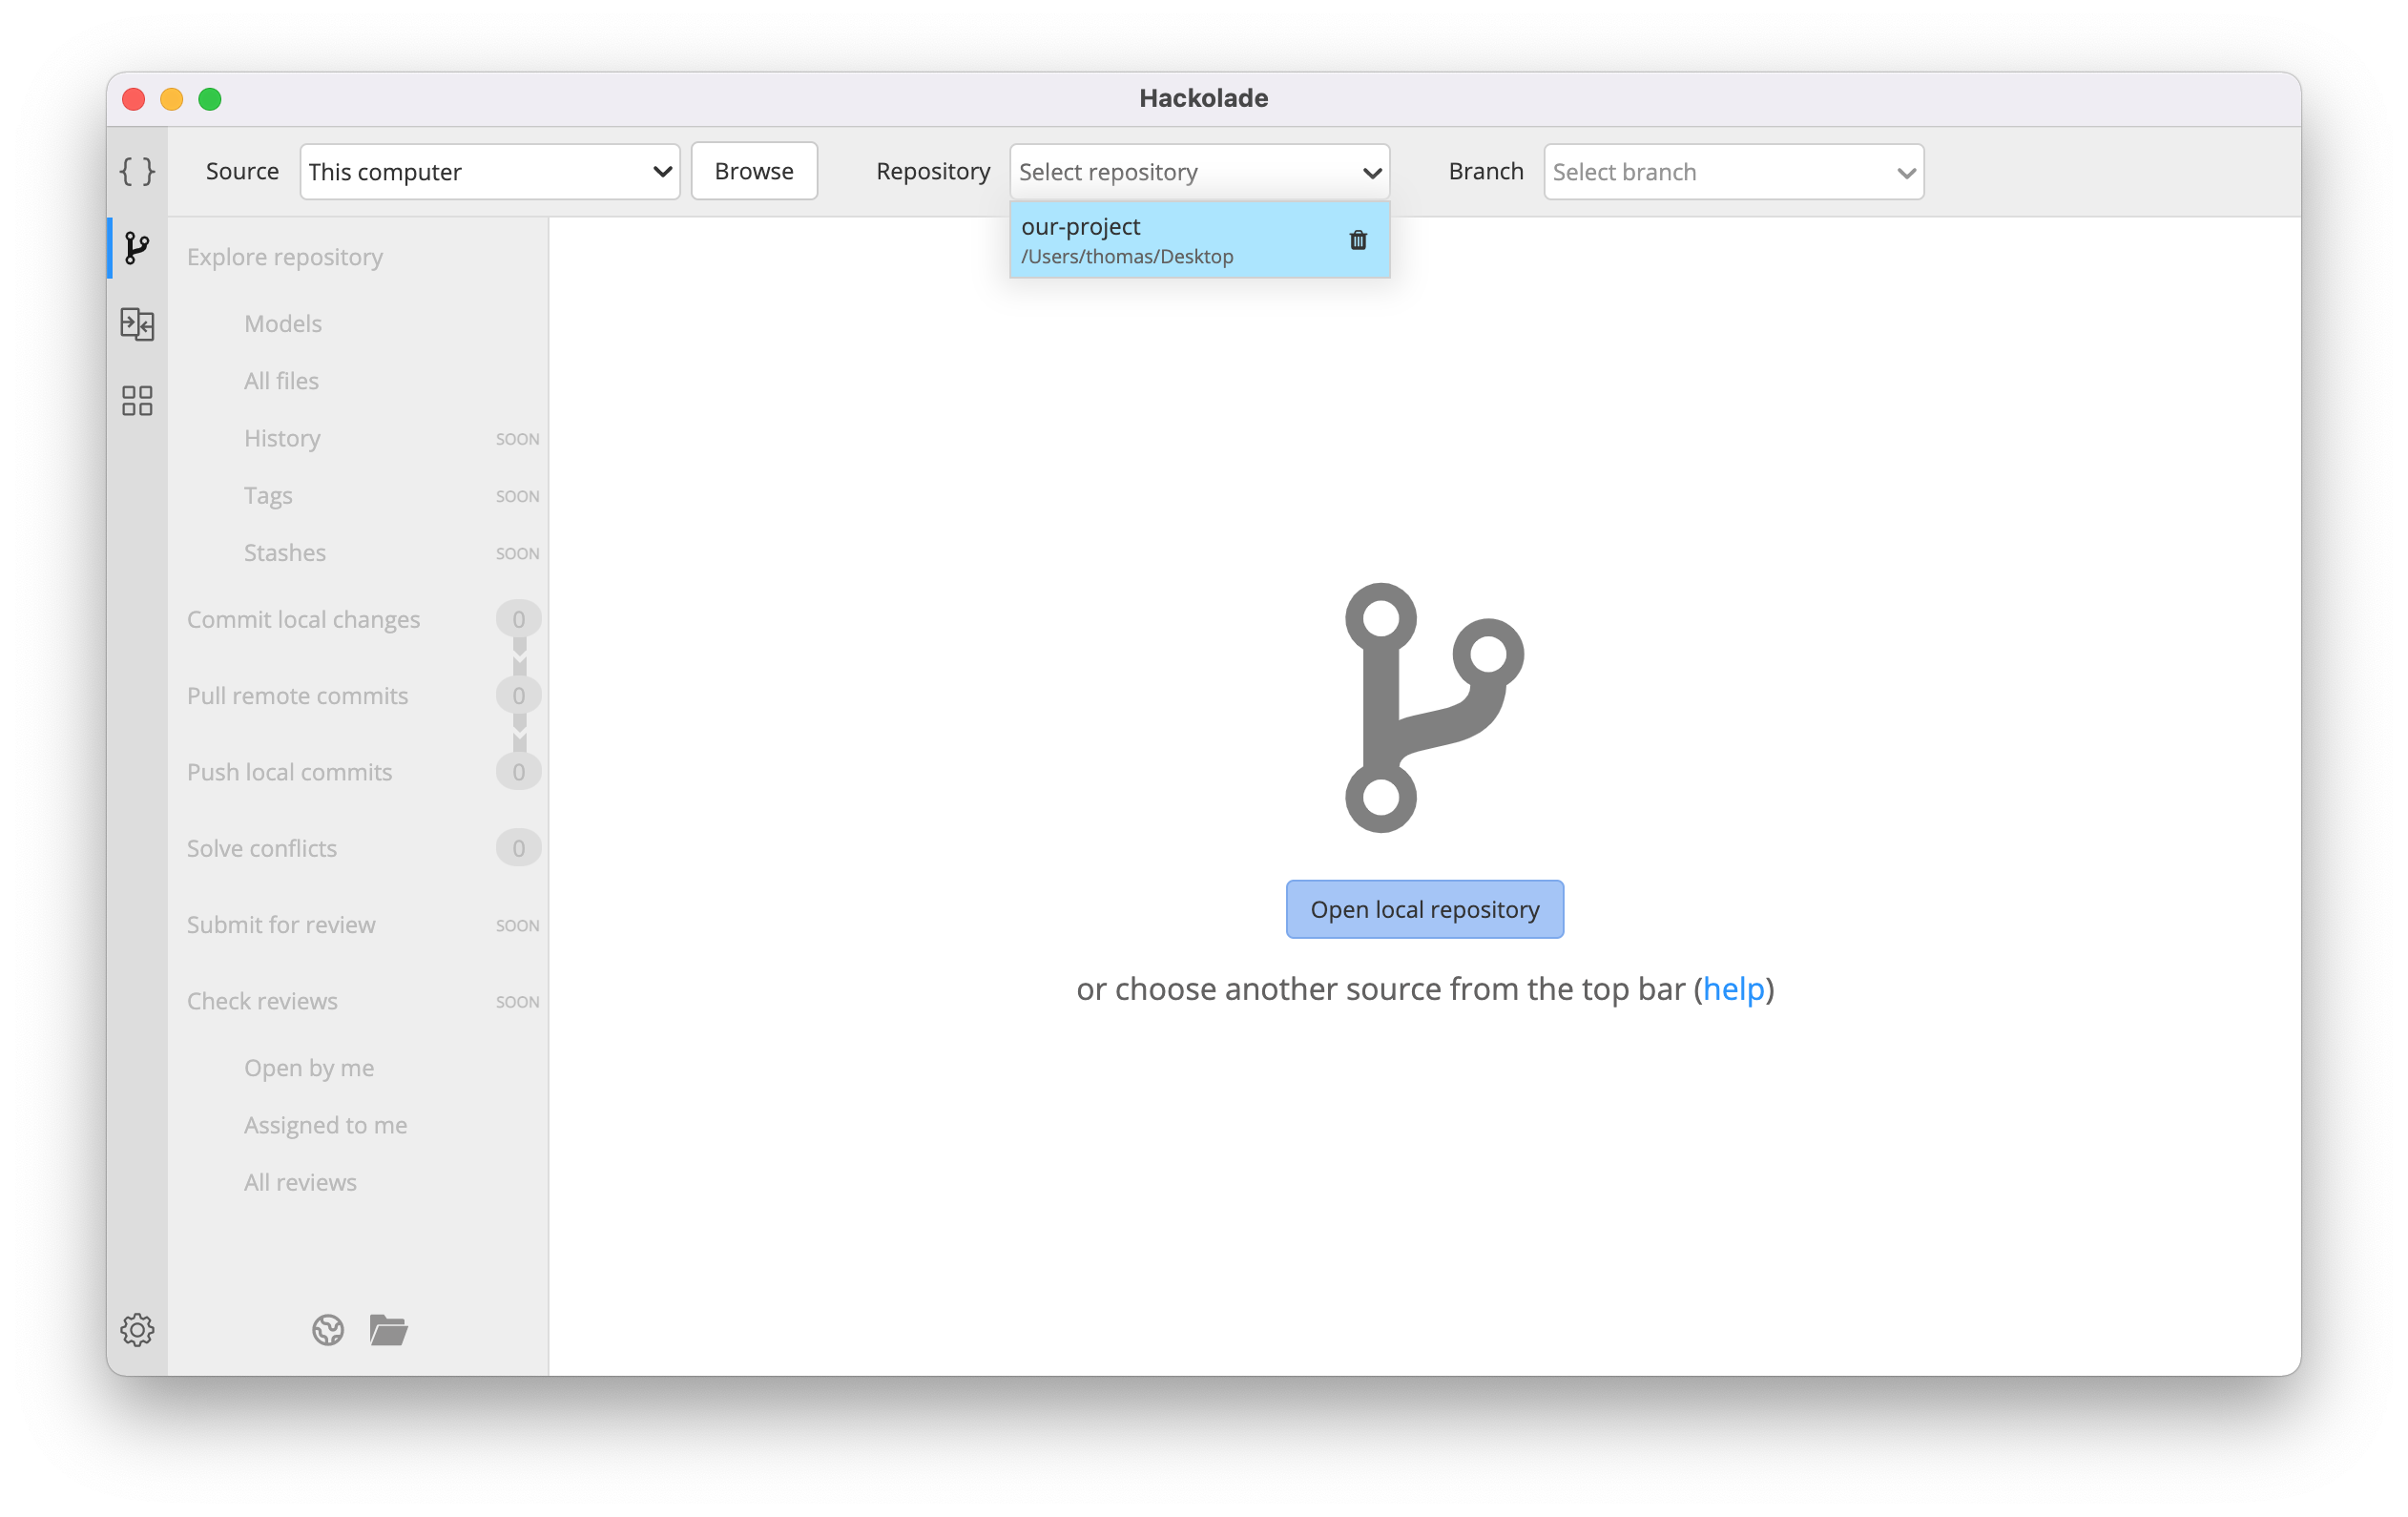 Hackolade
Source This computer Browse Repository Select repository Branch Select branch
our-project
/Users/thomas/Desktop
Explore repository
Models
All files
History SOON
Tags SOON
Stashes SOON
Commit local changes 0
Pull remote commits 0
Push local commits 0
Solve conflicts 0
Submit for review SOON
Check reviews SOON
Open by me
Assigned to me
All reviews
Open local repository
or choose another source from the top bar (help)